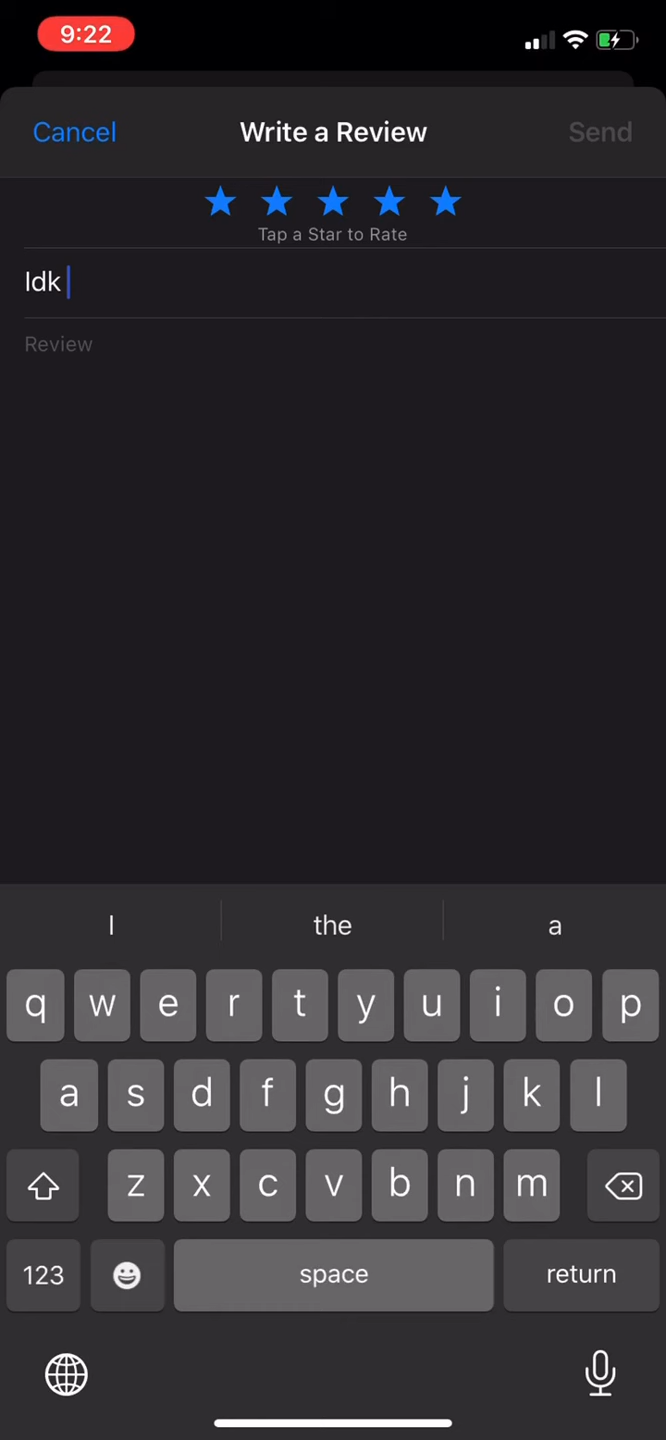 9:22
Cancel Write a Review Send
Tap a Star to Rate
Idk
Review
I the a
q w e r t y u i o p
a s d f g h j k l
z x c v b n m
123 space return